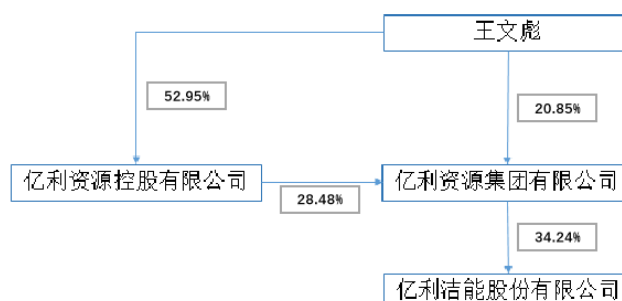 王文彪
52.95%
20.85%
亿利资源控股有限公司
28.48%
亿利资源集团有限公司
34.24%
亿利洁能股份有限公司